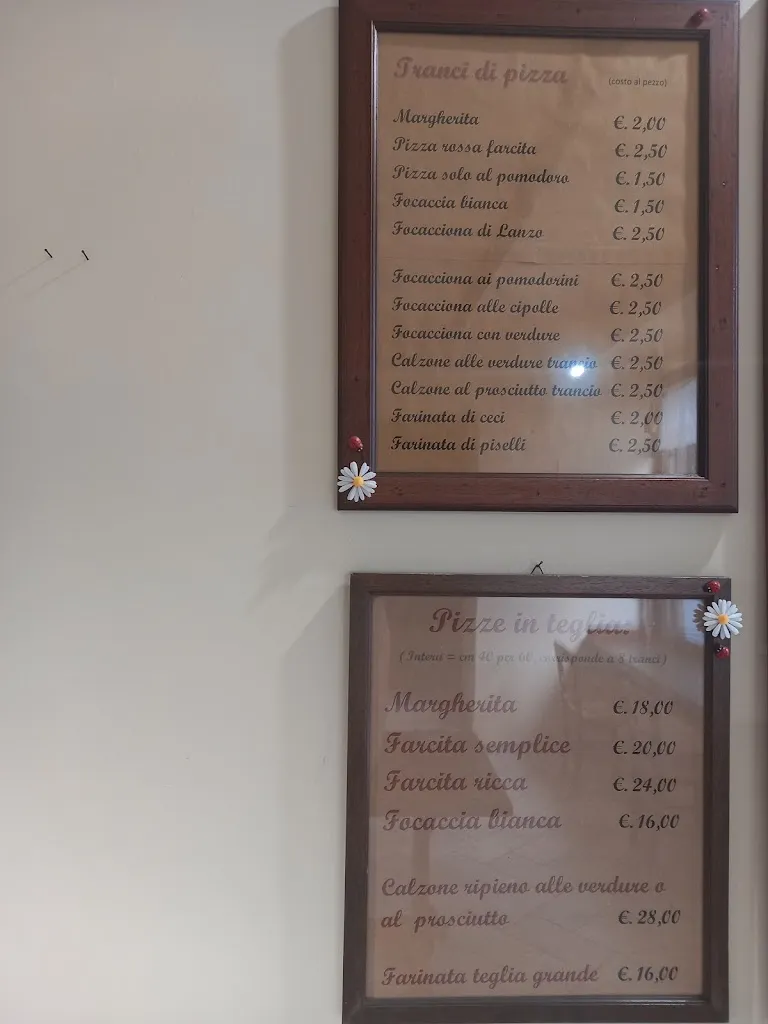 Tranci di pizza (costo al pezzo)
Margherita €. 2,00
Pizza rossa farcita €. 2,50
Pizza solo al pomodoro €. 1,50
Focaccia bianca €. 1,50
Focacciona di Lanzo €. 2,50
Focacciona ai pomodorini €. 2,50
Focacciona alle cipolle €. 2,50
Focacciona con verdure €. 2,50
Calzone alle verdure trancio €. 2,50
Calzone al prosciutto trancio €. 2,50
Farinata di ceci €. 2,00
Farinata di piselli €. 2,50
Pizze in teglia:
( Intera = cm 40 per 60, corrisponde a 8 tranci )
Margherita €. 18,00
Farcita semplice €. 20,00
Farcita ricca €. 24,00
Focaccia bianca €. 16,00
Calzone ripieno alle verdure o
al prosciutto €. 28,00
Farinata teglia grande €. 16,00